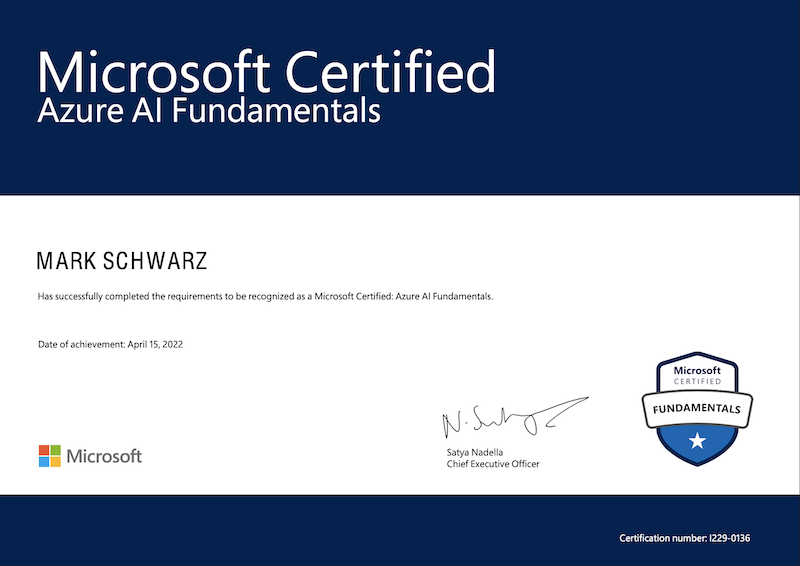 Microsoft Certified
Azure AI Fundamentals
MARK SCHWARZ
Has successfully completed the requirements to be recognized as a Microsoft Certified: Azure AI Fundamentals.
Date of achievement: April 15, 2022
Microsoft
CERTIFIED
FUNDAMENTALS
Microsoft
Satya Nadella
Chief Executive Officer
Certification number: I229-0136